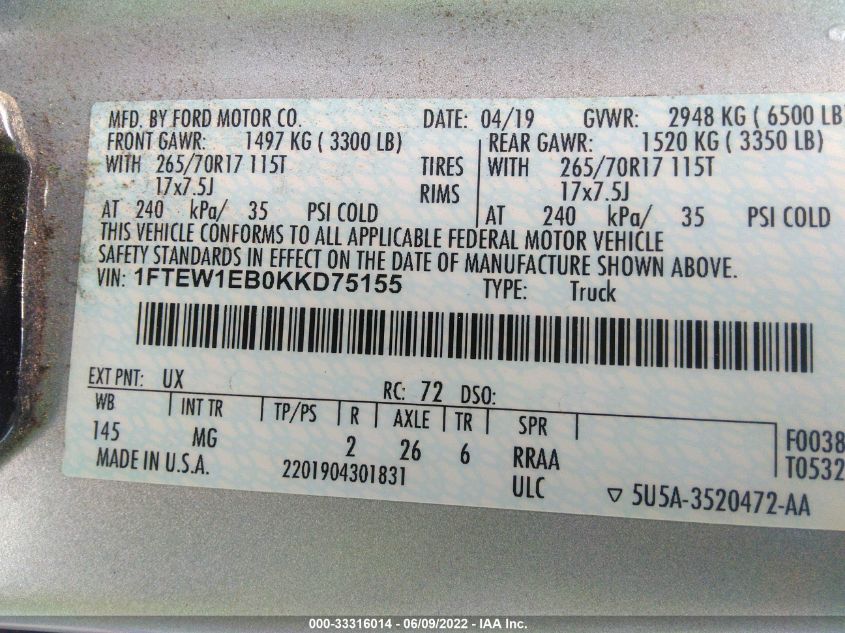 MFD. BY FORD MOTOR CO. DATE: 04/19 GVWR: 2948 KG ( 6500 LB)
FRONT GAWR: 1497 KG ( 3300 LB) REAR GAWR: 1520 KG ( 3350 LB)
WITH 265/70R17 115T TIRES WITH 265/70R17 115T
17x7.5J RIMS 17x7.5J
AT 240 kPa/ 35 PSI COLD AT 240 kPa/ 35 PSI COLD
THIS VEHICLE CONFORMS TO ALL APPLICABLE FEDERAL MOTOR VEHICLE
SAFETY STANDARDS IN EFFECT ON THE DATE OF MANUFACTURE SHOWN ABOVE.
VIN: 1FTEW1EB0KKD75155 TYPE: Truck
EXT PNT: UX RC: 72 DSO:
WB INT TR TP/PS R AXLE TR SPR
145 MG 2 26 6 RRAA F0038
MADE IN U.S.A. 2201904301831 ULC T0532
▽ 5U5A-3520472-AA
000-33316014 - 06/09/2022 - IAA Inc.